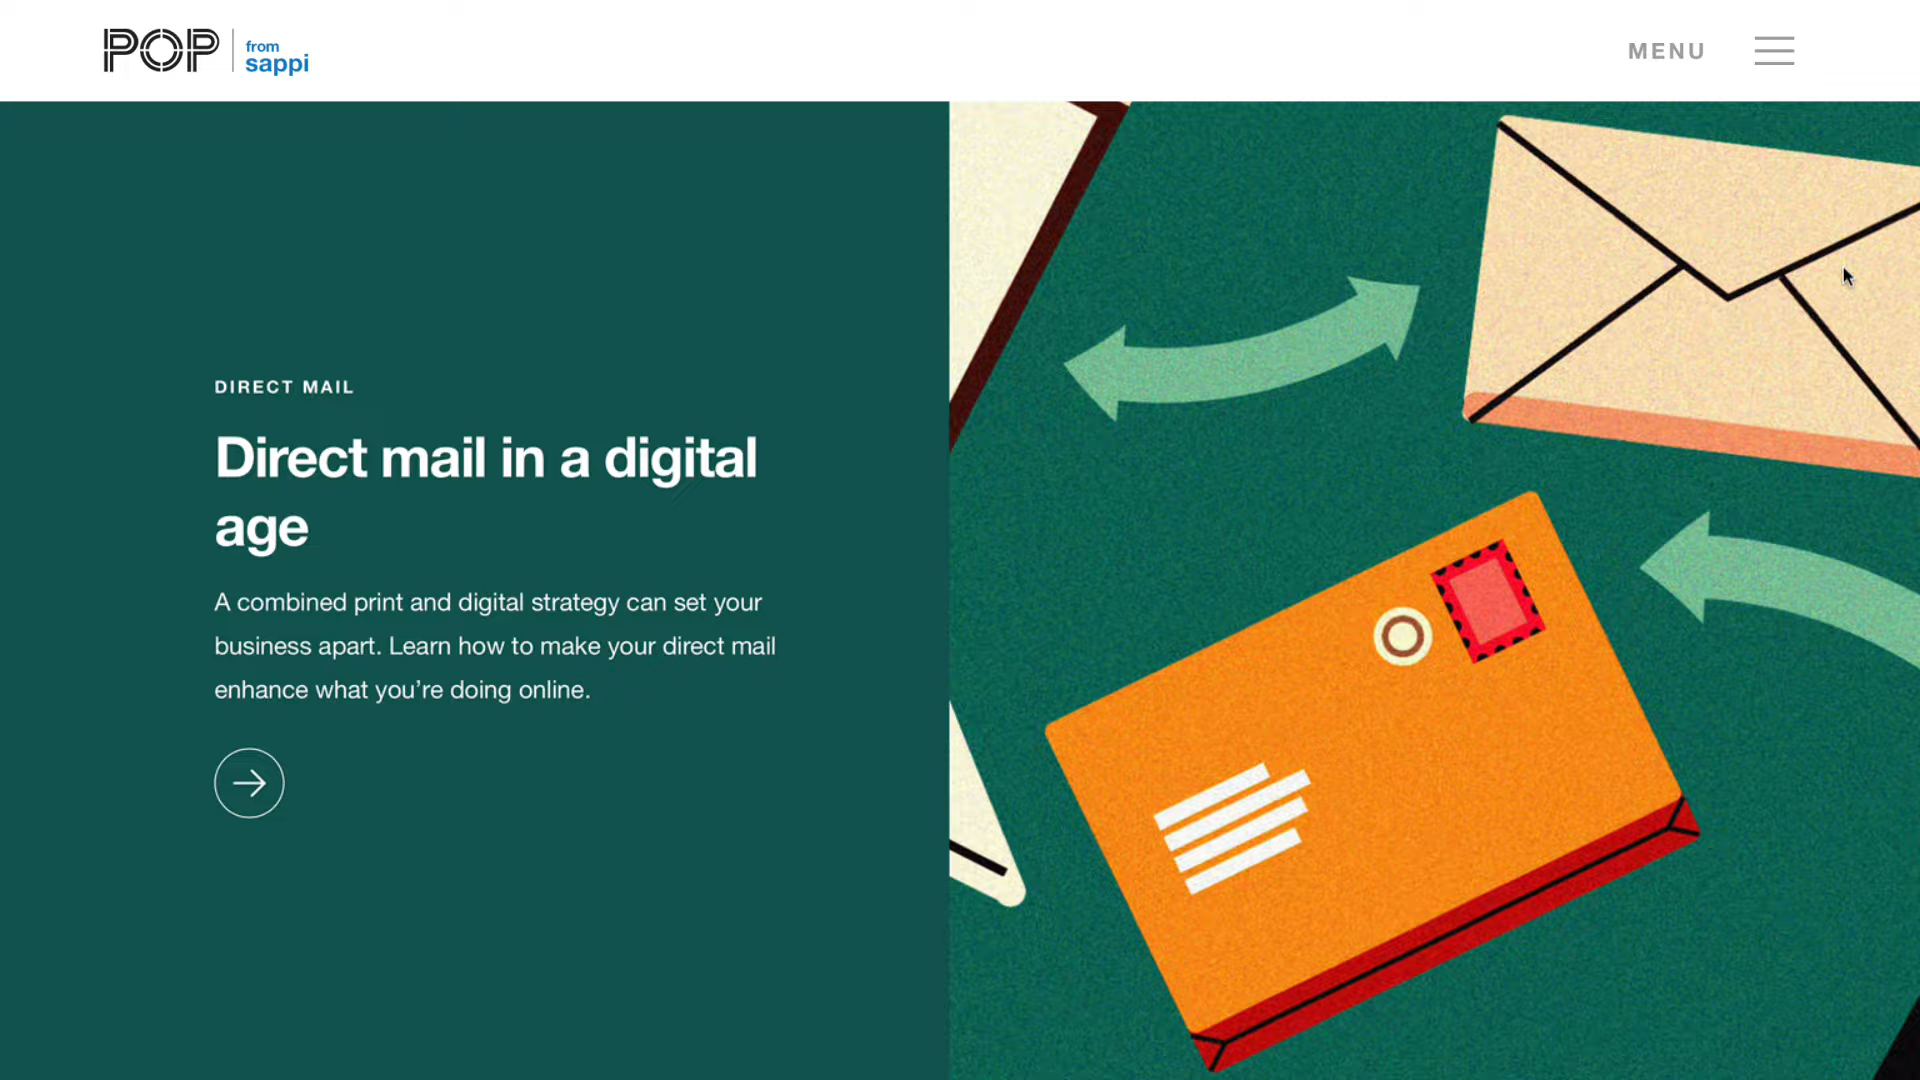 POP
from
sappi
MENU
DIRECT MAIL
Direct mail in a digital
age
A combined print and digital strategy can set your
business apart. Learn how to make your direct mail
enhance what you’re doing online.